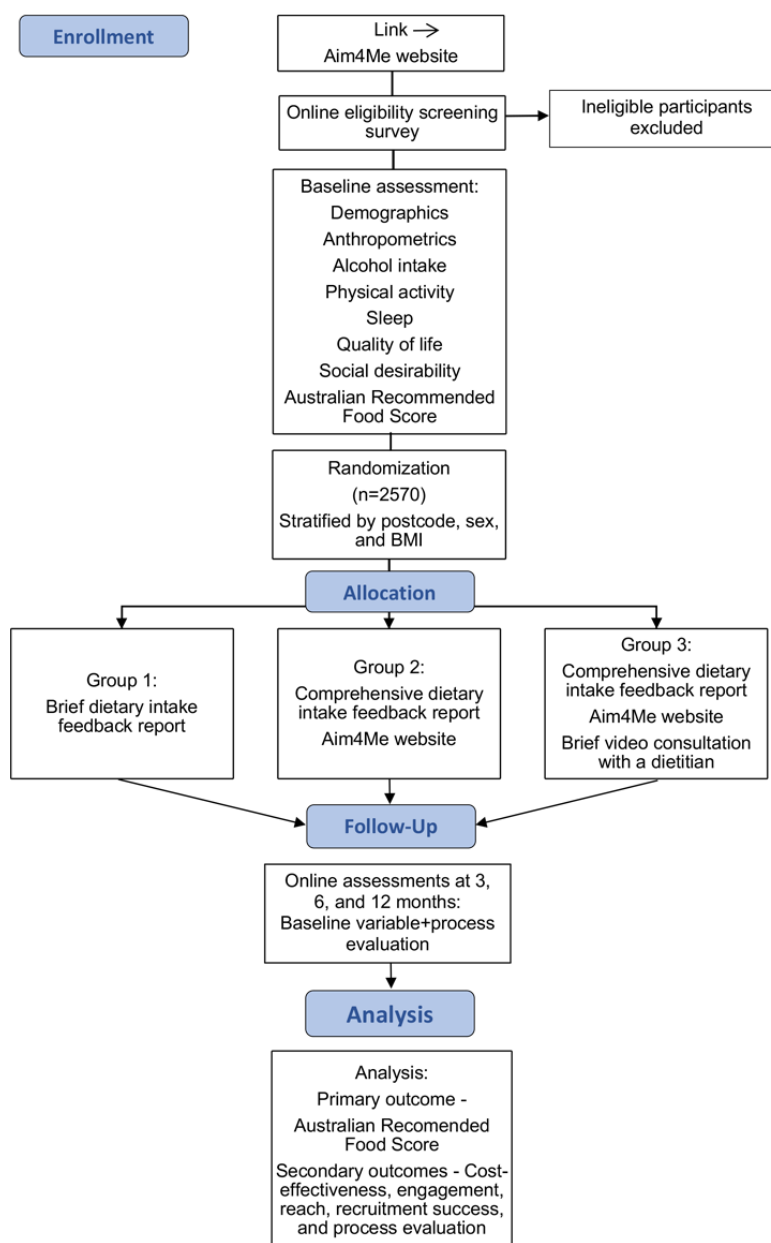 Enrollment
Link →
Aim4Me website
Online eligibility screening
survey
Ineligible participants
excluded
Baseline assessment:
Demographics
Anthropometrics
Alcohol intake
Physical activity
Sleep
Quality of life
Social desirability
Australian Recommended
Food Score
Randomization
(n=2570)
Stratified by postcode, sex,
and BMI
Allocation
Group 1:
Brief dietary intake
feedback report
Group 2:
Comprehensive dietary
intake feedback report
Aim4Me website
Group 3:
Comprehensive dietary
intake feedback report
Aim4Me website
Brief video consultation
with a dietitian
Follow-Up
Online assessments at 3,
6, and 12 months:
Baseline variable+process
evaluation
Analysis
Analysis:
Primary outcome -
Australian Recomended
Food Score
Secondary outcomes - Cost-
effectiveness, engagement,
reach, recruitment success,
and process evaluation